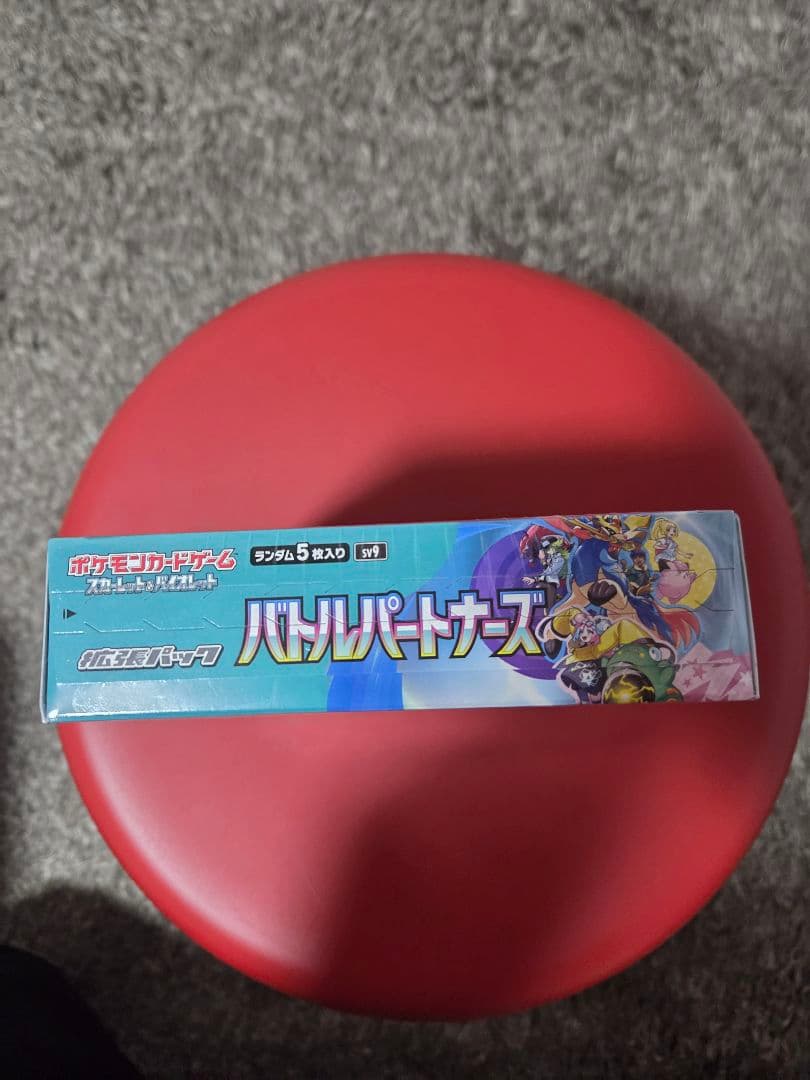 ポケモンカードゲーム
スカーレット&バイオレット
ランダム5枚入り
SV9
拡張パック
バトルパートナーズ